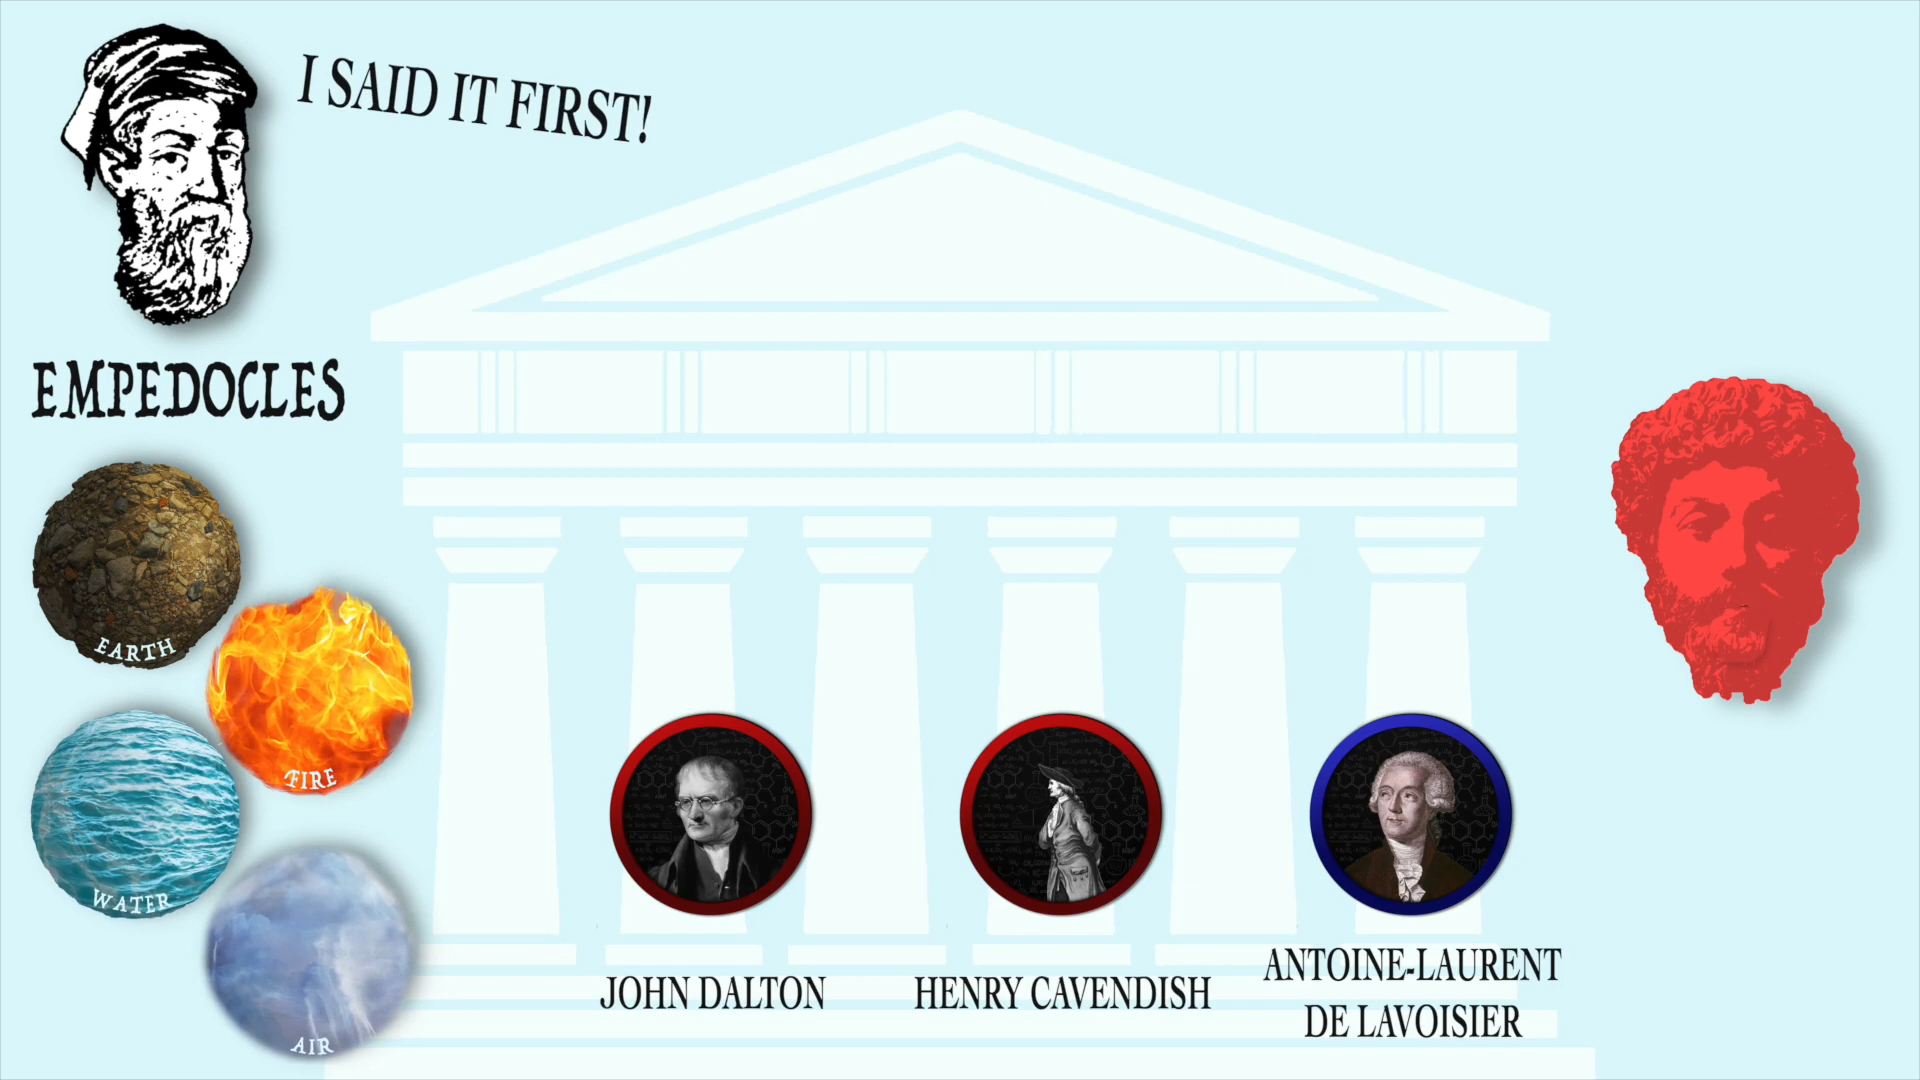 I SAID IT FIRST!
EMPEDOCLES
EARTH
FIRE
WATER
AIR
JOHN DALTON
HENRY CAVENDISH
ANTOINE-LAURENT
DE LAVOISIER